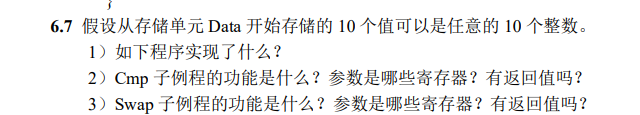 6.7 假设从存储单元 Data 开始存储的 10 个值可以是任意的 10 个整数。
1）如下程序实现了什么？
2）Cmp 子例程的功能是什么？参数是哪些寄存器？有返回值吗？
3）Swap 子例程的功能是什么？参数是哪些寄存器？有返回值吗？